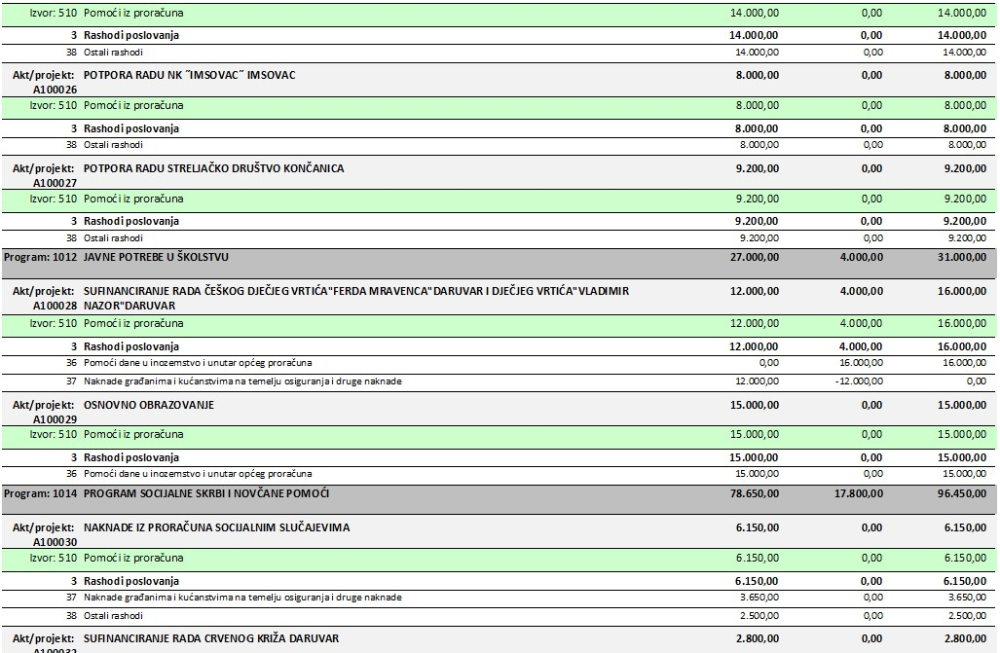 Izvor: 510 Pomoći iz proračuna 14.000,00 0,00 14.000,00
3 Rashodi poslovanja 14.000,00 0,00 14.000,00
38 Ostali rashodi 14.000,00 0,00 14.000,00
Akt/projekt: POTPORA RADU NK ˝IMSOVAC˝ IMSOVAC 8.000,00 0,00 8.000,00
A100026
Izvor: 510 Pomoći iz proračuna 8.000,00 0,00 8.000,00
3 Rashodi poslovanja 8.000,00 0,00 8.000,00
38 Ostali rashodi 8.000,00 0,00 8.000,00
Akt/projekt: POTPORA RADU STRELJAČKO DRUŠTVO KONČANICA 9.200,00 0,00 9.200,00
A100027
Izvor: 510 Pomoći iz proračuna 9.200,00 0,00 9.200,00
3 Rashodi poslovanja 9.200,00 0,00 9.200,00
38 Ostali rashodi 9.200,00 0,00 9.200,00
Program: 1012 JAVNE POTREBE U ŠKOLSTVU 27.000,00 4.000,00 31.000,00
Akt/projekt: SUFINANCIRANJE RADA ČEŠKOG DJEČJEG VRTIĆA"FERDA MRAVENCA"DARUVAR I DJEČJEG VRTIĆA"VLADIMIR 12.000,00 4.000,00 16.000,00
A100028 NAZOR"DARUVAR
Izvor: 510 Pomoći iz proračuna 12.000,00 4.000,00 16.000,00
3 Rashodi poslovanja 12.000,00 4.000,00 16.000,00
36 Pomoći dane u inozemstvo i unutar općeg proračuna 0,00 16.000,00 16.000,00
37 Naknade građanima i kućanstvima na temelju osiguranja i druge naknade 12.000,00 -12.000,00 0,00
Akt/projekt: OSNOVNO OBRAZOVANJE 15.000,00 0,00 15.000,00
A100029
Izvor: 510 Pomoći iz proračuna 15.000,00 0,00 15.000,00
3 Rashodi poslovanja 15.000,00 0,00 15.000,00
36 Pomoći dane u inozemstvo i unutar općeg proračuna 15.000,00 0,00 15.000,00
Program: 1014 PROGRAM SOCIJALNE SKRBI I NOVČANE POMOĆI 78.650,00 17.800,00 96.450,00
Akt/projekt: NAKNADE IZ PRORAČUNA SOCIJALNIM SLUČAJEVIMA 6.150,00 0,00 6.150,00
A100030
Izvor: 510 Pomoći iz proračuna 6.150,00 0,00 6.150,00
3 Rashodi poslovanja 6.150,00 0,00 6.150,00
37 Naknade građanima i kućanstvima na temelju osiguranja i druge naknade 3.650,00 0,00 3.650,00
38 Ostali rashodi 2.500,00 0,00 2.500,00
Akt/projekt: SUFINANCIRANJE RADA CRVENOG KRIŽA DARUVAR 2.800,00 0,00 2.800,00